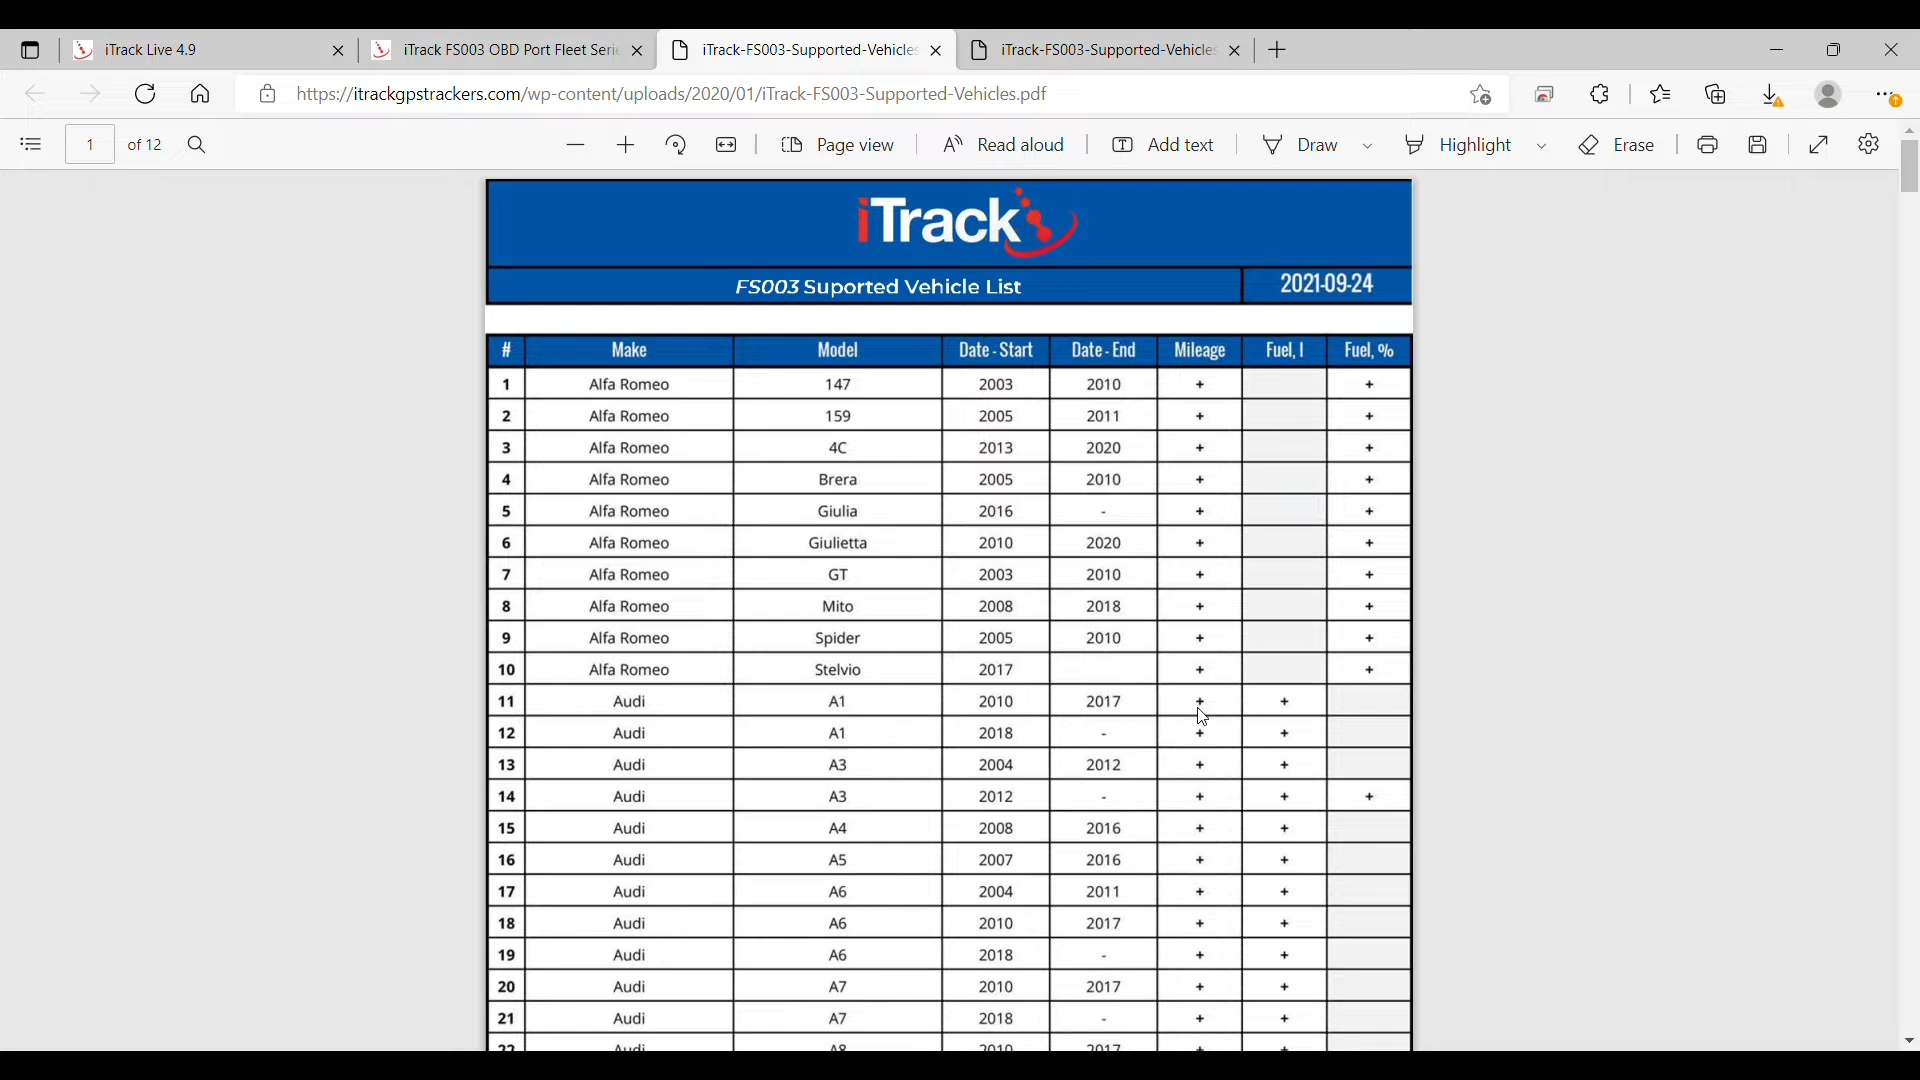 iTrack Live 4.9
iTrack FS003 OBD Port Fleet Seri
iTrack-FS003-Supported-Vehicles
iTrack-FS003-Supported-Vehicles
https://itrackgpstrackers.com/wp-content/uploads/2020/01/iTrack-FS003-Supported-Vehicles.pdf
1 of 12 Page view Read aloud Add text Draw Highlight Erase
iTrack
FS003 Suported Vehicle List 2021-09-24
# Make Model Date - Start Date - End Mileage Fuel, l Fuel, %
1 Alfa Romeo 147 2003 2010 + +
2 Alfa Romeo 159 2005 2011 + +
3 Alfa Romeo 4C 2013 2020 + +
4 Alfa Romeo Brera 2005 2010 + +
5 Alfa Romeo Giulia 2016 - + +
6 Alfa Romeo Giulietta 2010 2020 + +
7 Alfa Romeo GT 2003 2010 + +
8 Alfa Romeo Mito 2008 2018 + +
9 Alfa Romeo Spider 2005 2010 + +
10 Alfa Romeo Stelvio 2017 + +
11 Audi A1 2010 2017 + +
12 Audi A1 2018 - + +
13 Audi A3 2004 2012 + +
14 Audi A3 2012 - + + +
15 Audi A4 2008 2016 + +
16 Audi A5 2007 2016 + +
17 Audi A6 2004 2011 + +
18 Audi A6 2010 2017 + +
19 Audi A6 2018 - + +
20 Audi A7 2010 2017 + +
21 Audi A7 2018 - + +
22 Audi A8 2010 2017 + +